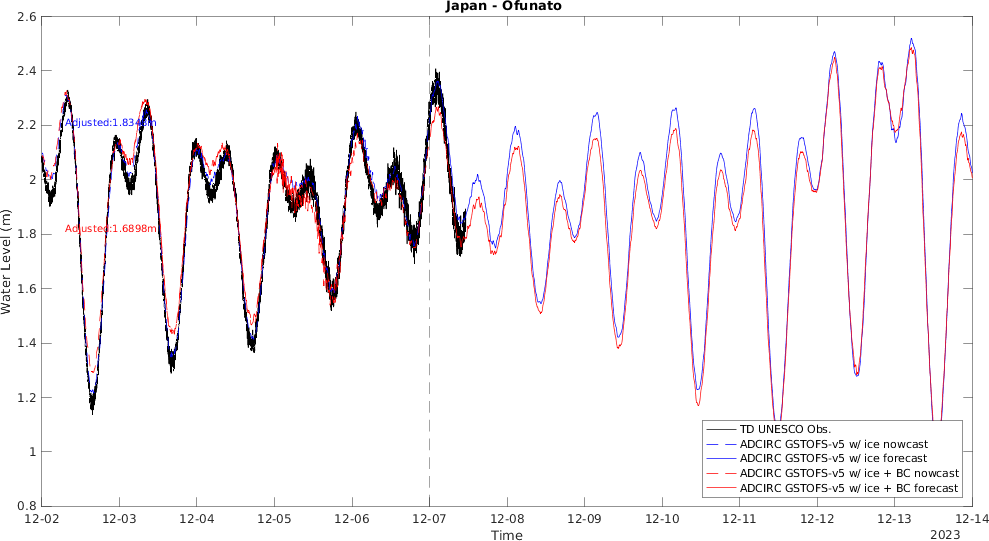 Japan - Ofunato
2.6
2.4
2.2
2
1.8
1.6
1.4
1.2
1
0.8
Water Level (m)
Adjusted:1.8348m
Adjusted:1.6898m
TD UNESCO Obs.
ADCIRC GSTOFS-v5 w/ ice nowcast
ADCIRC GSTOFS-v5 w/ ice forecast
ADCIRC GSTOFS-v5 w/ ice + BC nowcast
ADCIRC GSTOFS-v5 w/ ice + BC forecast
12-02 12-03 12-04 12-05 12-06 12-07 12-08 12-09 12-10 12-11 12-12 12-13 12-14
Time
2023